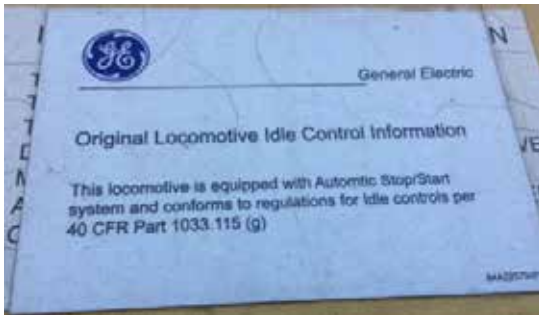 GE
General Electric
Original Locomotive Idle Control Information
This locomotive is equipped with Automtic Stop/Start
system and conforms to regulations for Idle controls per
40 CFR Part 1033.115 (g)